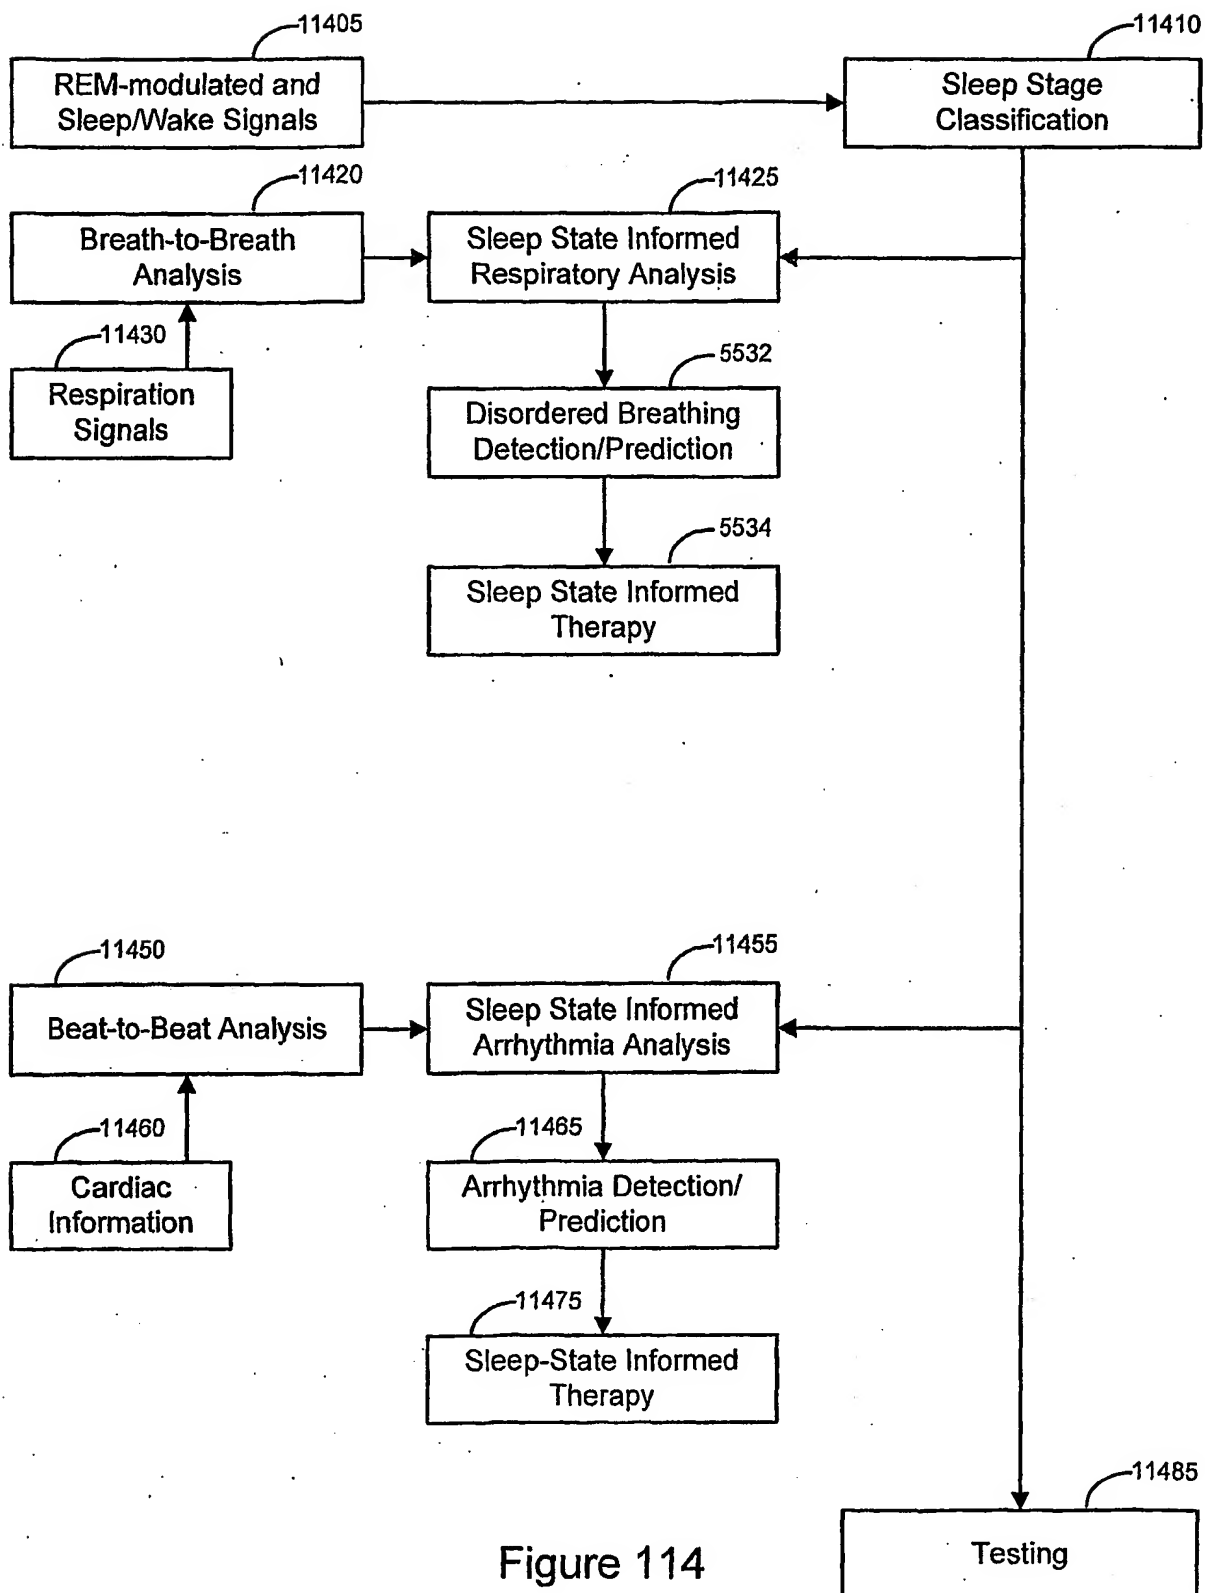 11405
REM-modulated and
Sleep/Wake Signals
11410
Sleep Stage
Classification
11420
Breath-to-Breath
Analysis
11425
Sleep State Informed
Respiratory Analysis
11430
Respiration
Signals
5532
Disordered Breathing
Detection/Prediction
5534
Sleep State Informed
Therapy
11450
Beat-to-Beat Analysis
11455
Sleep State Informed
Arrhythmia Analysis
11460
Cardiac
Information
11465
Arrhythmia Detection/
Prediction
11475
Sleep-State Informed
Therapy
11485
Testing
Figure 114